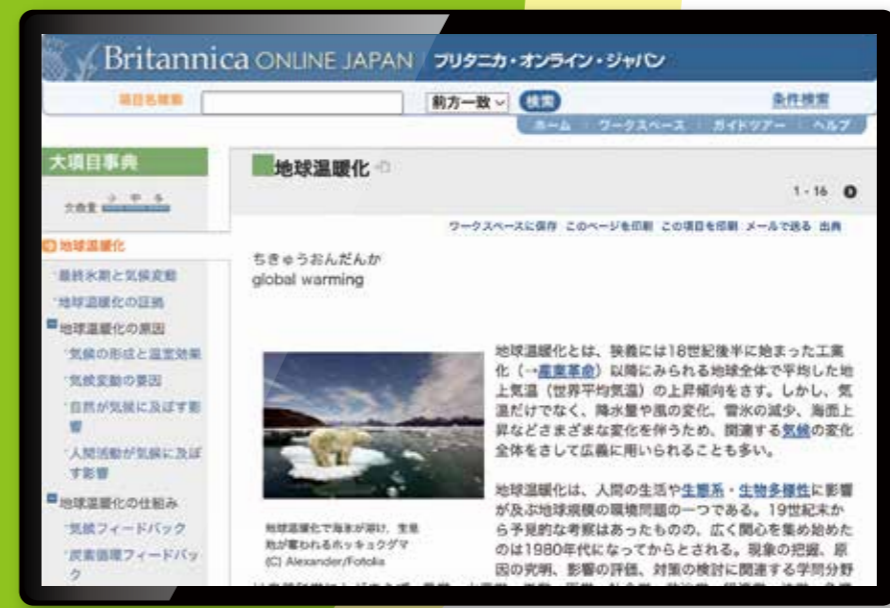 Britannica ONLINE JAPAN ブリタニカ・オンライン・ジャパン
項目名検索 前方一致 検索 条件検索
ホーム ワークスペース ガイドツアー ヘルプ
大項目事典
文字量 小 中 多
地球温暖化
最終氷期と気候変動
地球温暖化の証拠
地球温暖化の原因
気候の形成と温室効果
気候変動の要因
自然が気候に及ぼす影
響
人間活動が気候に及ぼ
す影響
地球温暖化の仕組み
気候フィードバック
炭素循環フィードバッ
ク
地球温暖化
1 - 16
ワークスペースに保存 このページを印刷 この項目を印刷 メールで送る 出典
ちきゅうおんだんか
global warming
地球温暖化で海氷が溶け，生息
地が奪われるホッキョクグマ
(C) Alexander/Fotolia
地球温暖化とは、狭義には18世紀後半に始まった工業
化（→産業革命）以降にみられる地球全体で平均した地
上気温（世界平均気温）の上昇傾向をさす。しかし、気
温だけでなく、降水量や風の変化、雪氷の減少、海面上
昇などさまざまな変化を伴うため、関連する気候の変化
全体をさして広義に用いられることも多い。
地球温暖化は、人間の生活や生態系・生物多様性に影響
が及ぶ地球規模の環境問題の一つである。19世紀末か
ら予見的な考察はあったものの、広く関心を集め始めた
のは1980年代になってからとされる。現象の把握、原
因の究明、影響の評価、対策の検討に関連する学問分野